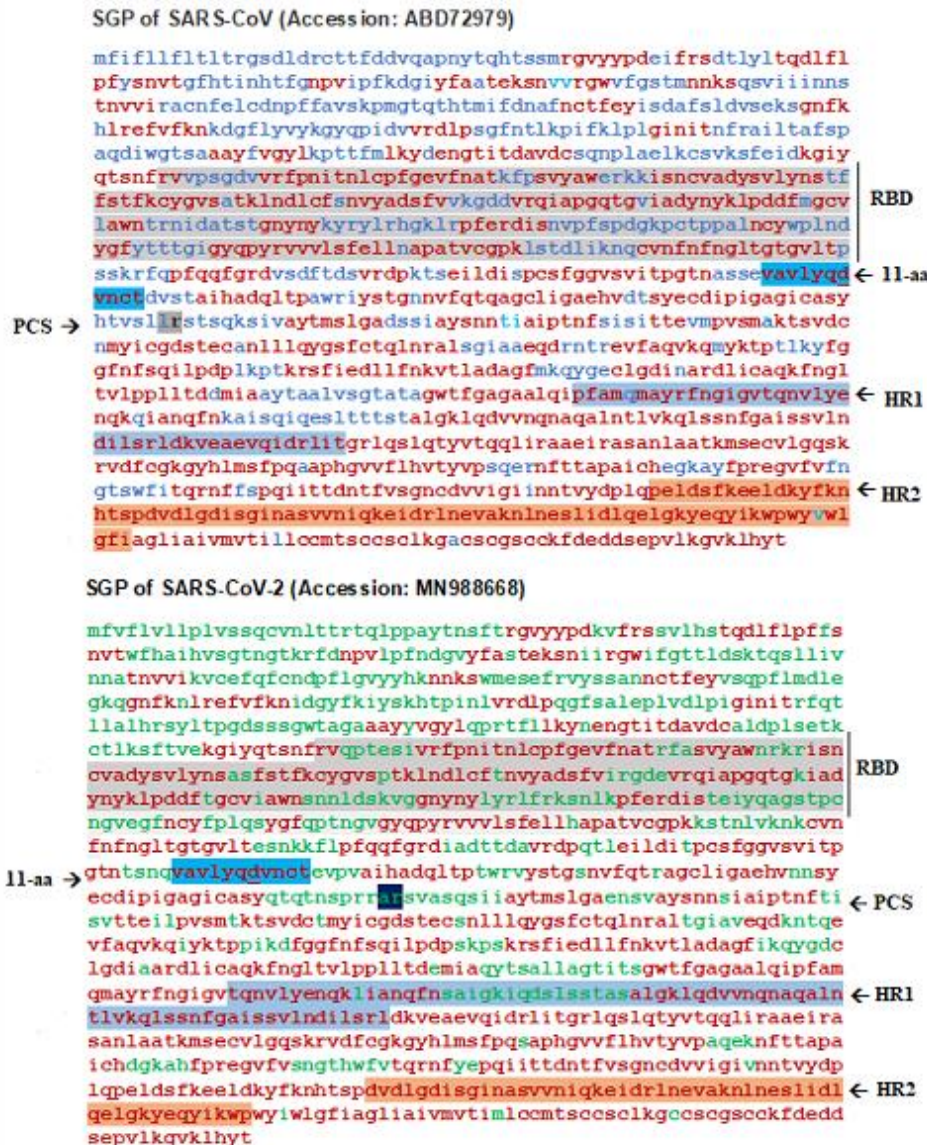 SGP of SARS-CoV (Accession: ABD72979)
mfifllfltltrgsdldrcttfddvqapnytqhtssmrgvyypdeifrsdtlyltqdlfl
pfysnvtgfhtinhtfgnpvipfkdgiyfaateksnvvrgwvfgstmnnksqsviiinns
tnvviracnfelcdnpffavskpmgtqthtmifdnafnctfeyisdafsldvseksgnfk
hlrefvfknkdgflyvykgyqpidvvrdlpsgfntlkpifklplginitnfrailtafsp
aqdiwgtsaaayfvgylkpttfmlkydengtitdavdcsqnplaelkcsvksfeidkgiy
qtsnfrvvpsgdvvrfpnitnlcpfgevfnatkfpsvyawerkkisncvadysvlynstf
fstfkcygvsatklndlcfsnvyadsfvvkgddvrqiapgqtgviadynyklpddfmgcv
RBD
lawntrnidatstgnynykyrylrhgklrpferdisnvpfspdgkpctppalncywplnd
ygfytttgigyqpyrvvvlsfellnapatvcgpklstdliknqcvnfnfngltgtgvltp
sskrfqpfqqfgrdvsdftdsvrdpktseildispcsfggvsvitpgtnassevavlyqd
← 11-aa
vnctdvstaihadqltpawriystgnnvfqtqagcligaehvdtsyecdipigagicasy
PCS →
htvsllrstsqksivaytmslgadssiaysnntiaiptnfsisittevmpvsmaktsvdc
nmyicgdstecanlllqygsfctqlnralsgiaaeqdrntrevfaqvkqmyktptlkyfg
gfnfsqilpdplkptkrsfiedllfnkvtladagfmkqygeclgdinardlicaqkfngl
tvlpplltddmiaaytaalvsgtatagwtfgagaalqipfamqmayrfngigvtqnvlye
← HR1
nqkqianqfnkaisqiqesltttstalgklqdvvnqnaqalntlvkqlssnfgaissvln
dilsrldkveaevqidrlitgrlqslqtyvtqqliraaeirasanlaatkmsecvlgqsk
rvdfcgkgyhlmsfpqaaphgvvflhvtyvpsqernfttapaichegkayfpregvfvfn
gtswfitqrnffspqiittdntfvsgncdvvigiinntvydplqpeldsfkeeldkyfkn
← HR2
htspdvdlgdisginasvvniqkeidrlnevaknlneslidlqelgkyeqyikwpwyvwl
gfiagliaivmvtillccmtsccsclkgacscgscckfdeddsepvlkgvklhyt
SGP of SARS-CoV-2 (Accession: MN988668)
mfvflvllplvssqcvnlttrtqlppaytnsftrgvyypdkvfrssvlhstqdlflpffs
nvtwfhaihvsgtngtkrfdnpvlpfndgvyfasteksniirgwifgttldsktqslliv
nnatnvvikvcefqfcndpflgvyyhknnkswmesefrvyssannctfeyvsqpflmdle
gkqgnfknlrefvfknidgyfkiyskhtpinlvrdlpqgfsaleplvdlpiginitrfqt
llalhrsyltpgdsssgwtagaaayyvgylqprtfllkynengtitdavdcaldplsetk
ctlksftvekgiyqtsnfrvqptesivrfpnitnlcpfgevfnatrfasvyawnrkrisn
cvadysvlynsasfstfkcygvsptklndlcftnvyadsfvirgdevrqiapgqtgkiad
RBD
ynyklpddftgcviawnsnnldskvggnynylyrlfrksnlkpferdisteiyqagstpc
ngvegfncyfplqsygfqptngvgyqpyrvvvlsfellhapatvcgpkkstnlvknkcvn
fnfngltgtgvltesnkkflpfqqfgrdiadttdavrdpqtleilditpcsfggvsvitp
11-aa →
gtntsnqvavlyqdvnctevpvaihadqltptwrvystgsnvfqtragcligaehvnnsy
ecdipigagicasyqtqtnsprrarsvasqsiiaytmslgaensvaysnnsiaiptnfti
← PCS
svtteilpvsmtktsvdctmyicgdstecsnlllqygsfctqlnraltgiaveqdkntqe
vfaqvkqiyktppikdfggfnfsqilpdpskpskrsfiedllfnkvtladagfikqygdc
lgdiaardlicaqkfngltvlpplltdemiaqytsallagtitsgwtfgagaalqipfam
qmayrfngigvtqnvlyenqklianqfnsaigkiqdslsstasalgklqdvvnqnaqaln
← HR1
tlvkqlssnfgaissvlndilsrldkveaevqidrlitgrlqslqtyvtqqliraaeira
sanlaatkmsecvlgqskrvdfcgkgyhlmsfpqsaphgvvflhvtyvpaqeknfttapa
ichdgkahfpregvfvsngthwfvtqrnfyepqiittdntfvsgncdvvigivnntvydp
lqpeldsfkeeldkyfknhtspdvdlgdisginasvvniqkeidrlnevaknlneslidl
← HR2
qelgkyeqyikwpwyiwlgfiagliaivmvtimlccmtsccsclkgccscgscckfdedd
sepvlkgvklhyt